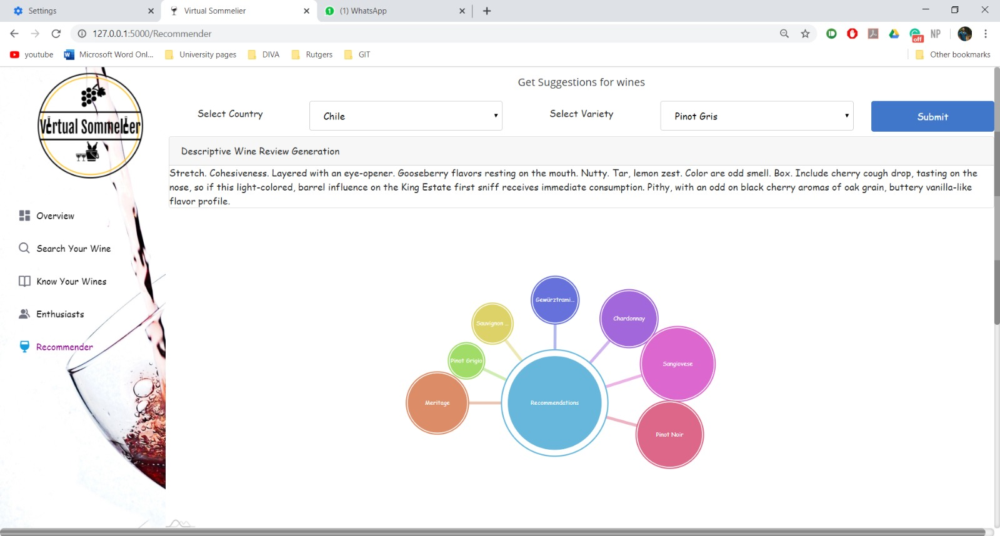 Settings
Virtual Sommelier
(1) WhatsApp
127.0.0.1:5000/Recommender
off
NP
youtube
Microsoft Word Onl...
University pages
DIVA
Rutgers
GIT
Other bookmarks
Virtual Sommelier
Overview
Search Your Wine
Know Your Wines
Enthusiasts
Recommender
Get Suggestions for wines
Select Country
Chile
Select Variety
Pinot Gris
Submit
Descriptive Wine Review Generation
Stretch. Cohesiveness. Layered with an eye-opener. Gooseberry flavors resting on the mouth. Nutty. Tar, lemon zest. Color are odd smell. Box. Include cherry cough drop, tasting on the
nose, so if this light-colored, barrel influence on the King Estate first sniff receives immediate consumption. Pithy, with an odd on black cherry aromas of oak grain, buttery vanilla-like
flavor profile.
Gewürztrami...
Sauvignon ...
Chardonnay
Pinot Grigio
Sangiovese
Meritage
Recommendations
Pinot Noir